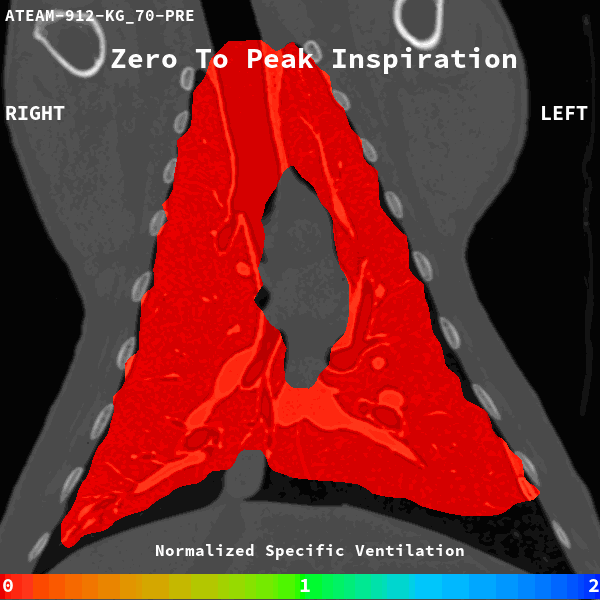 ATEAM-912-KG_70-PRE
Zero To Peak Inspiration
RIGHT
LEFT
Normalized Specific Ventilation
0 1 2